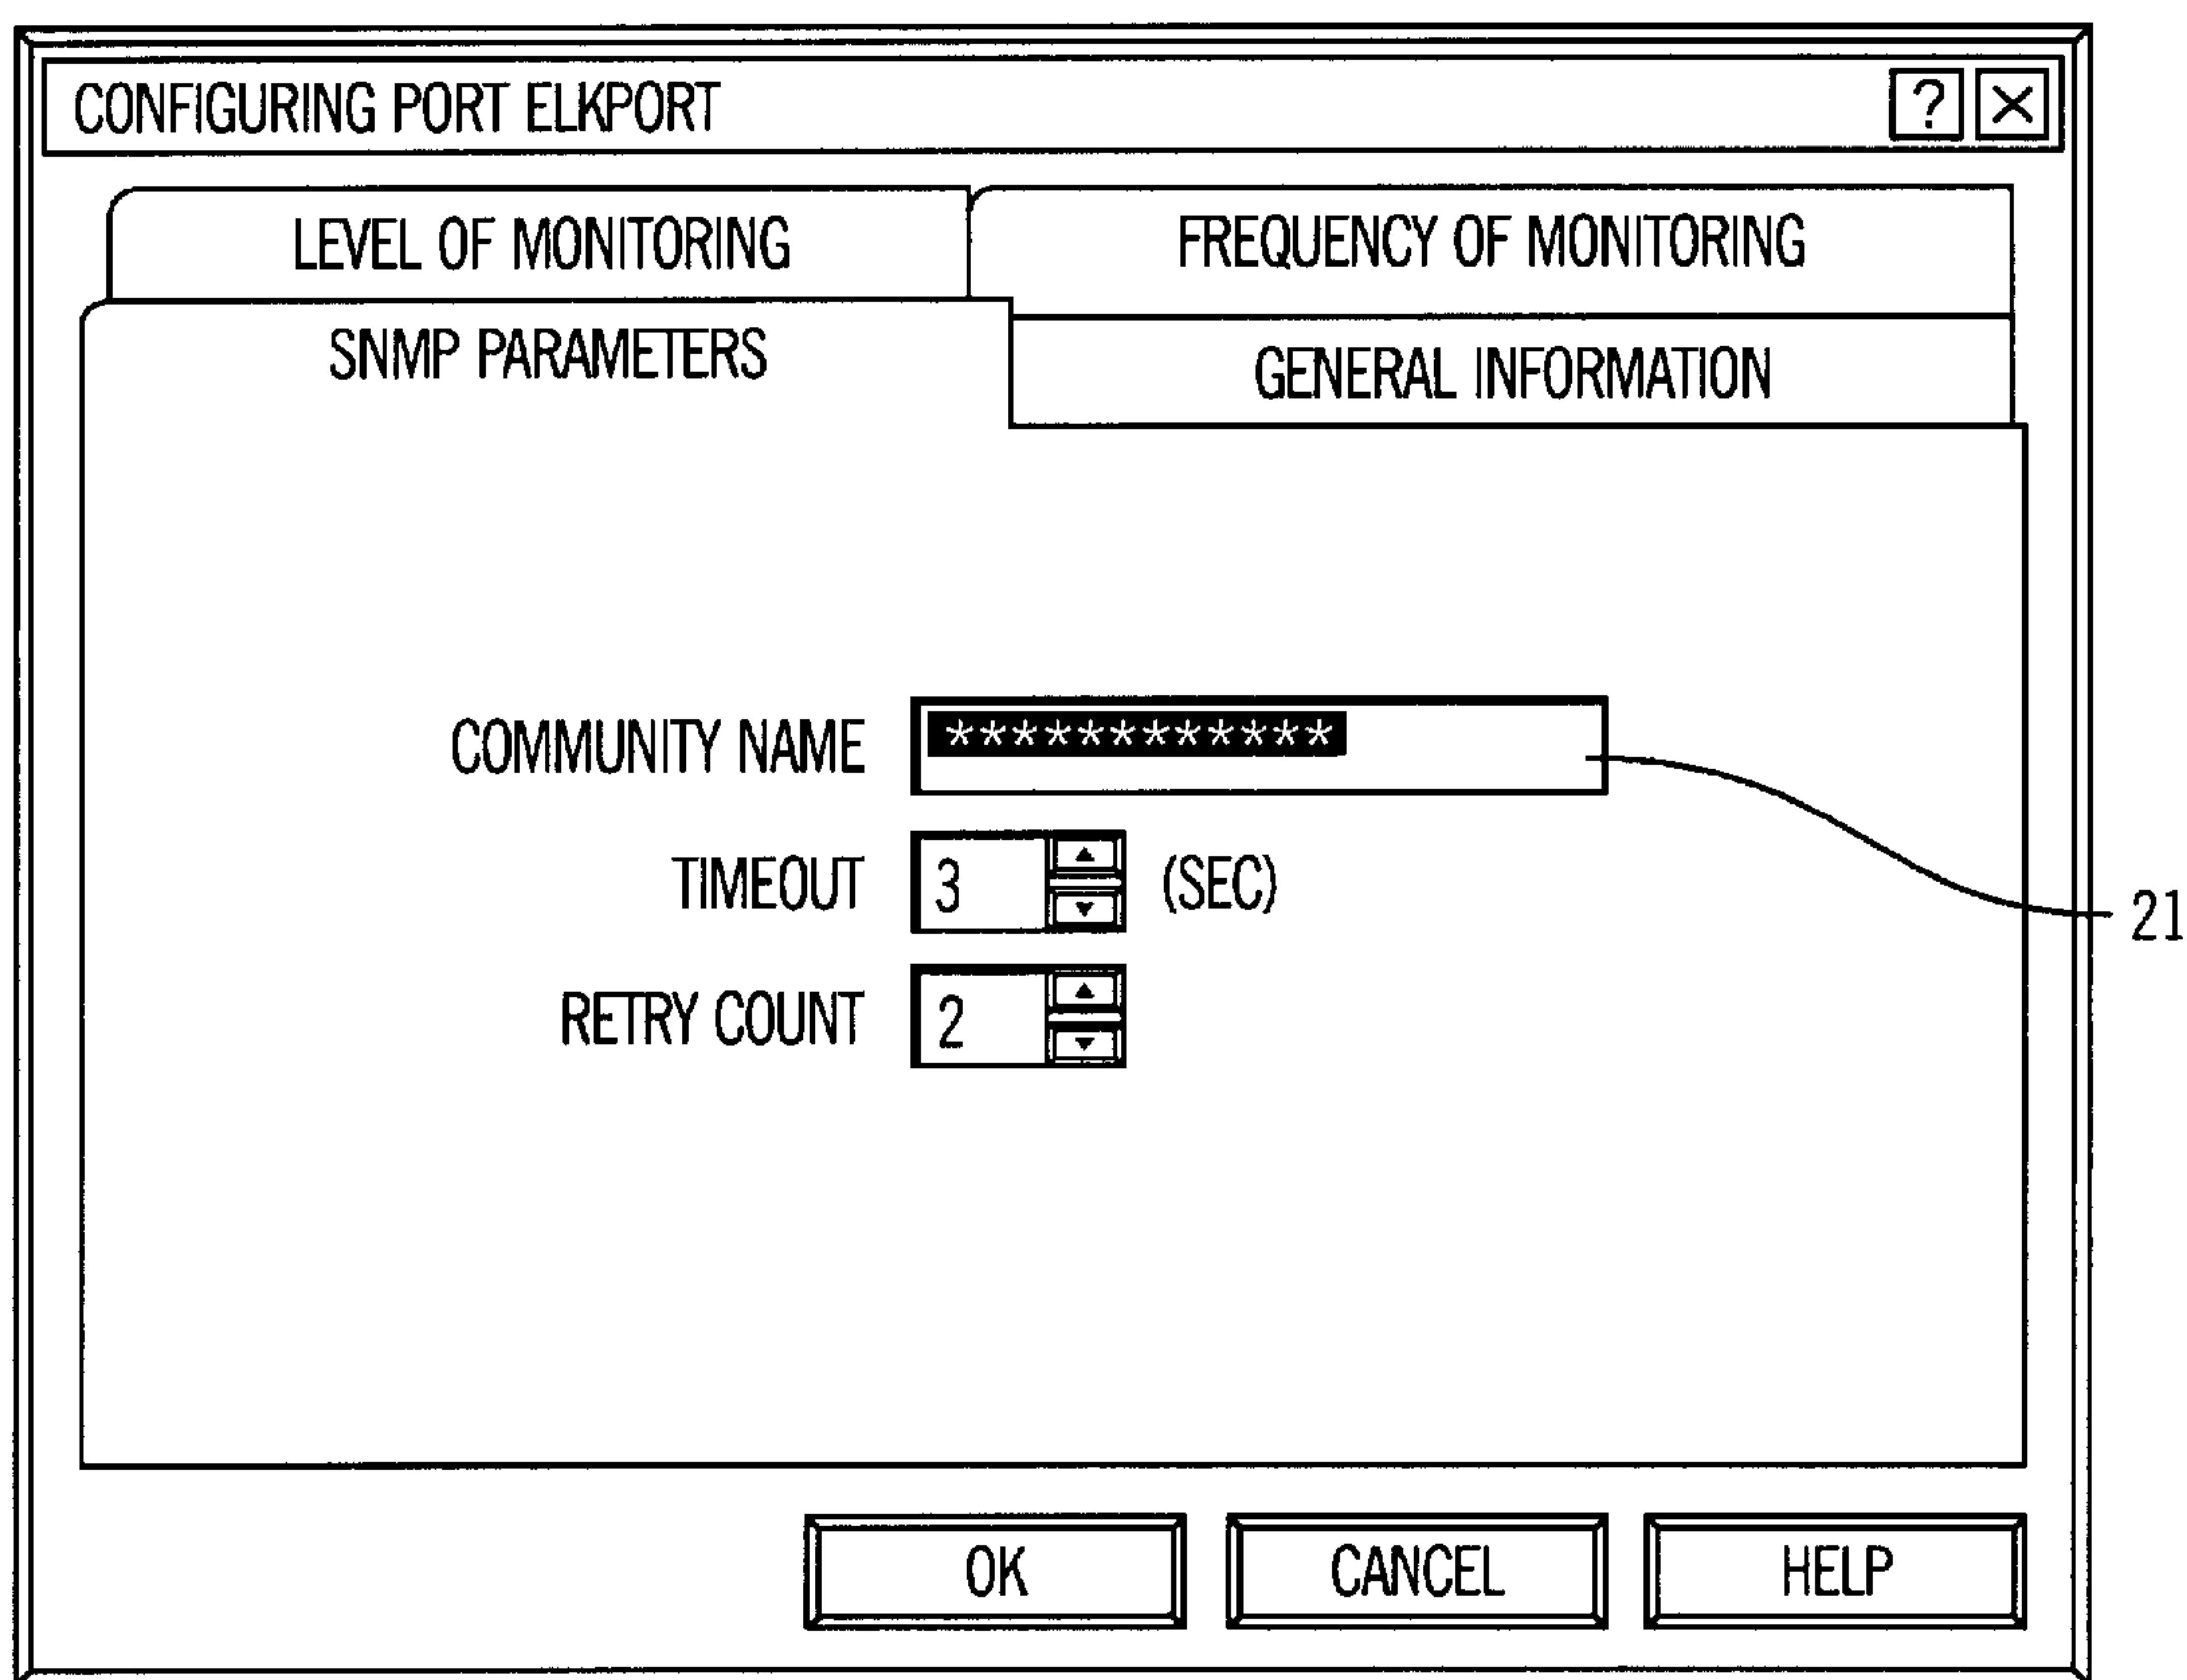 CONFIGURING PORT ELKPORT ? X
LEVEL OF MONITORING FREQUENCY OF MONITORING
SNMP PARAMETERS GENERAL INFORMATION
COMMUNITY NAME ************
TIMEOUT 3 (SEC)
21
RETRY COUNT 2
OK CANCEL HELP